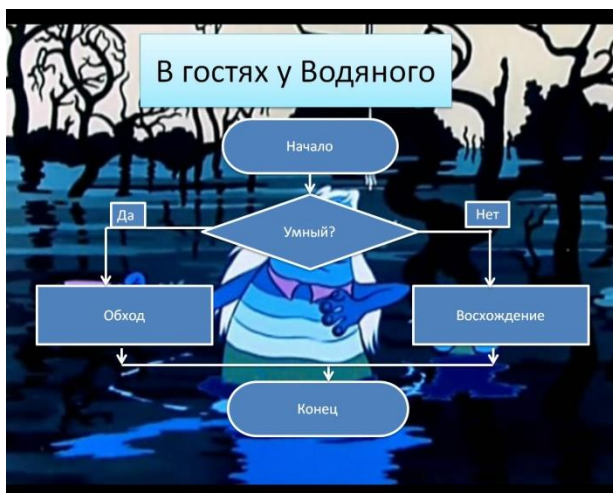 В гостях у Водяного
Начало
Да
Нет
Умный?
Обход
Восхождение
Конец